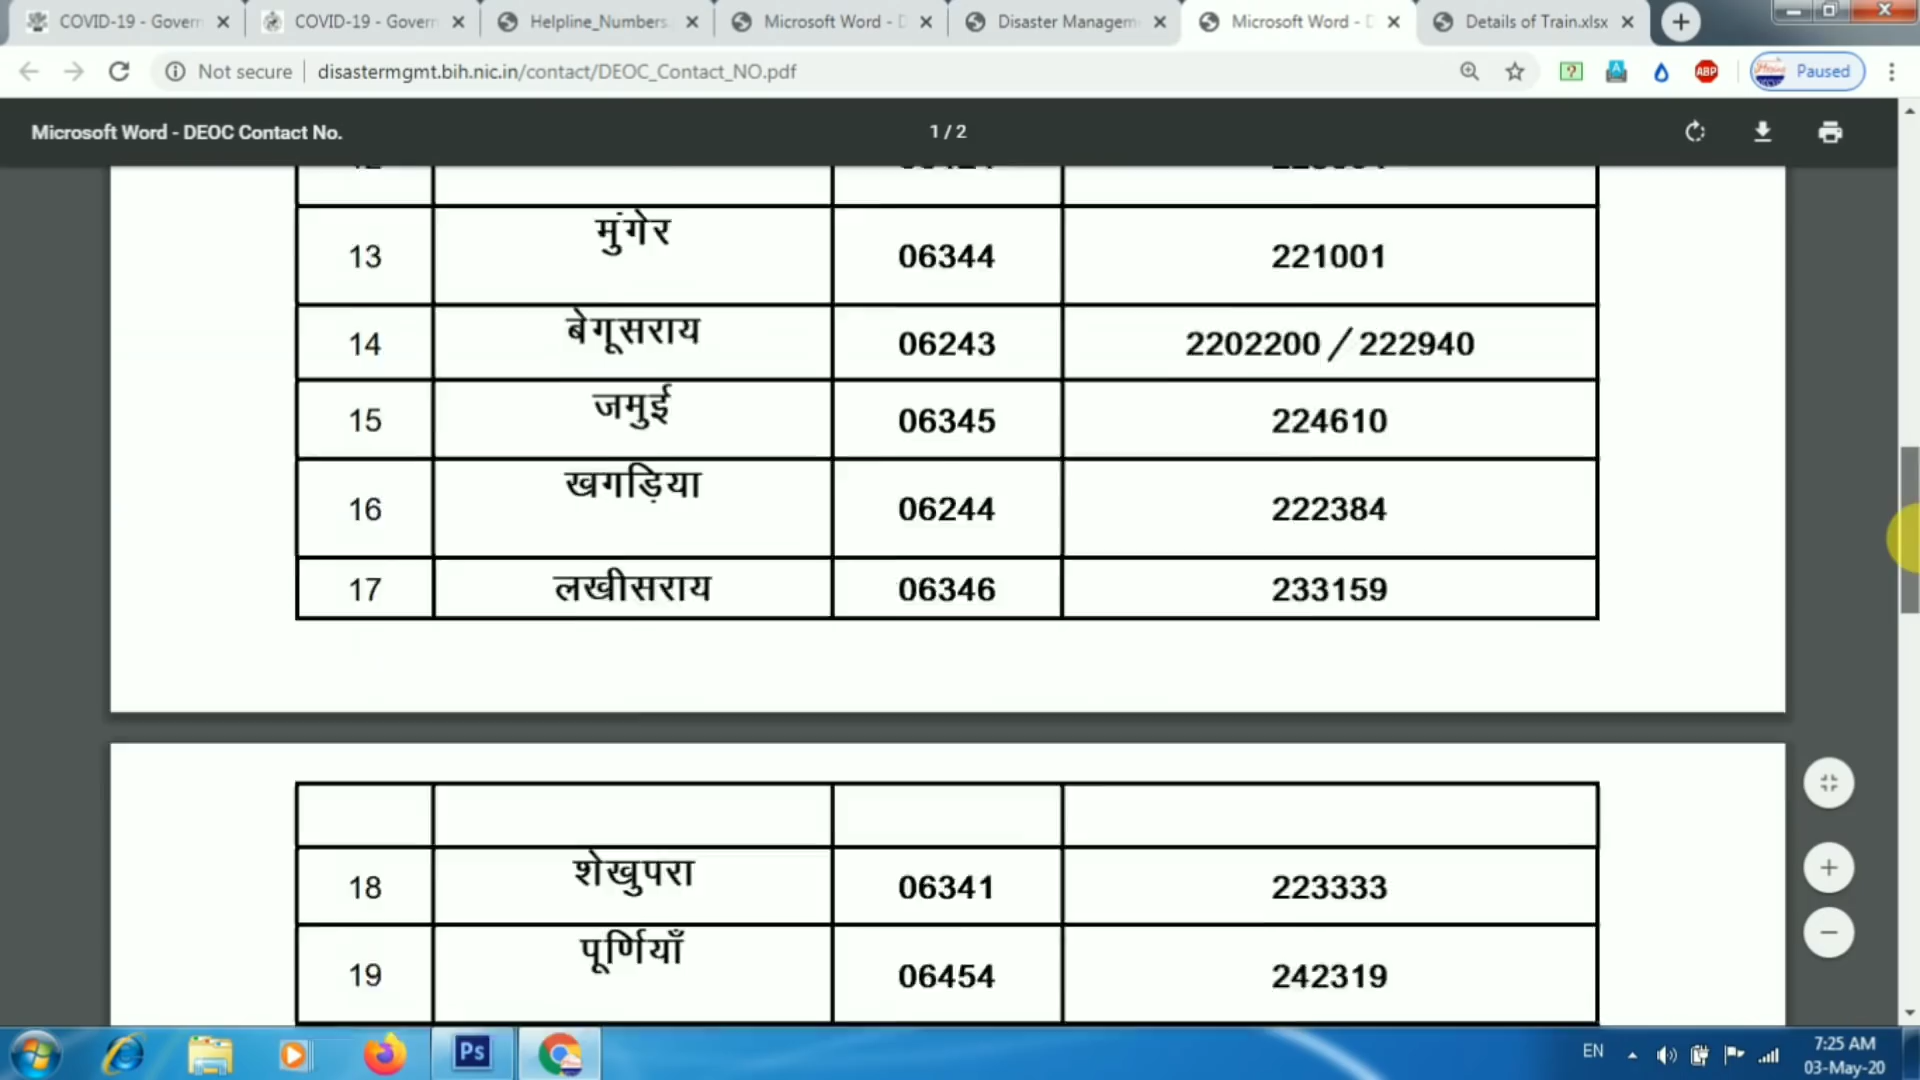 COVID-19 - Govern
COVID-19 - Govern
Helpline_Numbers
Microsoft Word - D
Disaster Managem
Microsoft Word - D
Details of Train.xlsx
Not secure
disastermgmt.bih.nic.in/contact/DEOC_Contact_NO.pdf
ABP
Paused
Microsoft Word - DEOC Contact No.
1 / 2
13 मुंगेर 06344 221001
14 बेगूसराय 06243 2202200 / 222940
15 जमुई 06345 224610
16 खगड़िया 06244 222384
17 लखीसराय 06346 233159
18 शेखुपरा 06341 223333
19 पूर्णियाँ 06454 242319
Ps
EN
7:25 AM
03-May-20